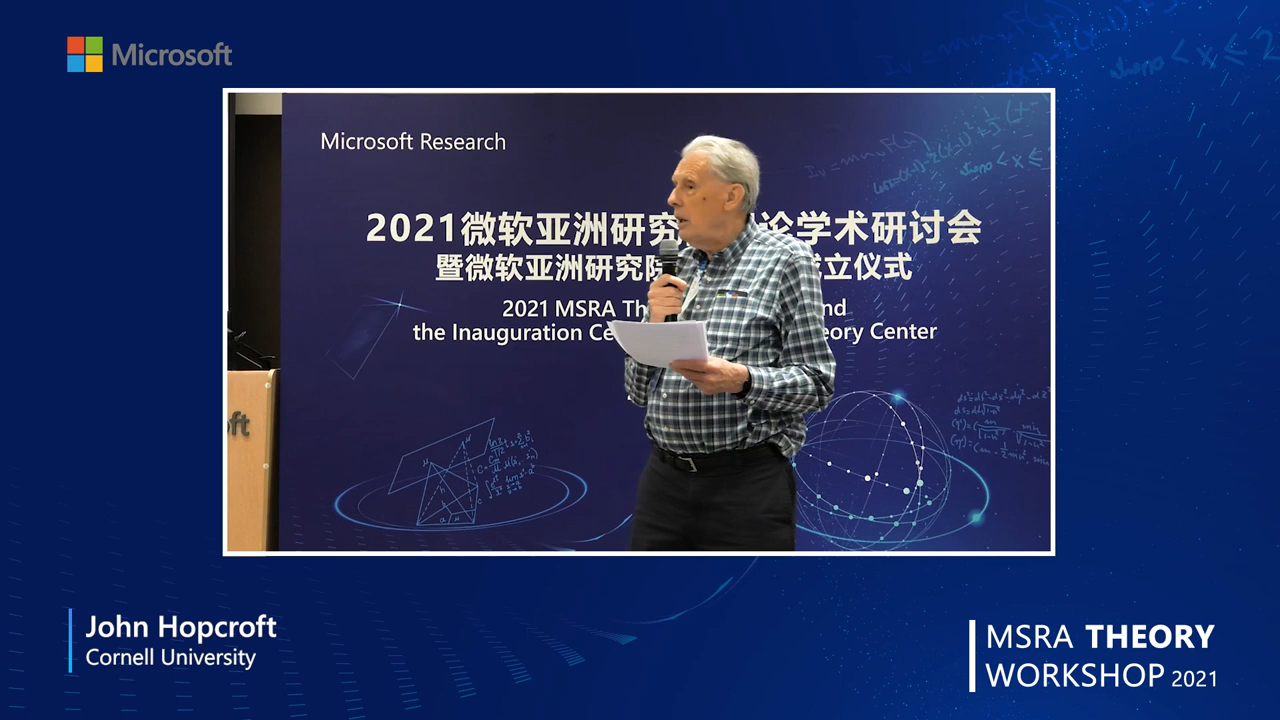 Microsoft
Microsoft Research
2021微软亚洲研究 论学术研讨会
暨微软亚洲研究院 成立仪式
2021 MSRA Th nd
the Inauguration Ce eory Center
ft
John Hopcroft
Cornell University
MSRA THEORY
WORKSHOP 2021